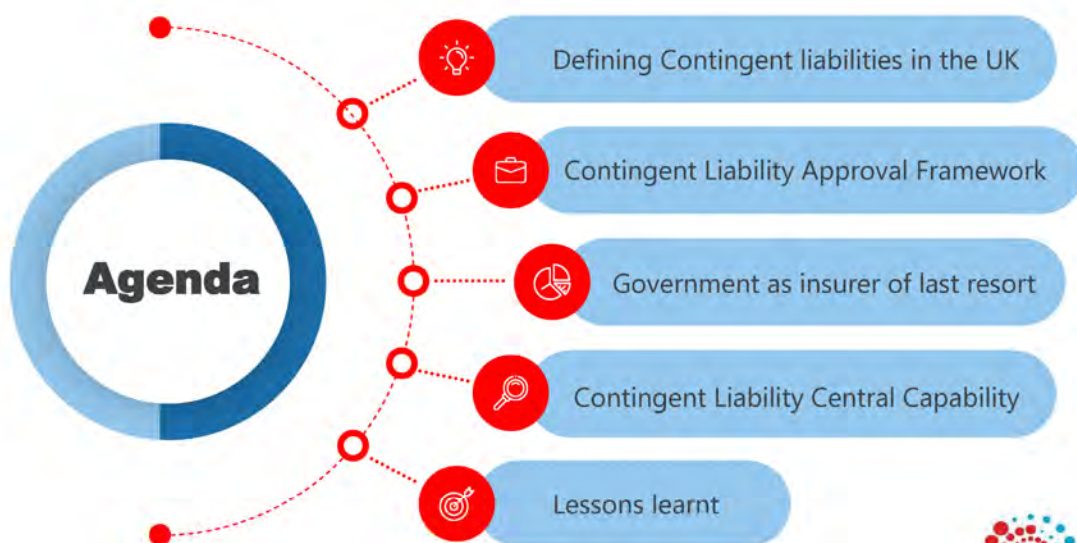 Agenda
Defining Contingent liabilities in the UK
Contingent Liability Approval Framework
Government as insurer of last resort
Contingent Liability Central Capability
Lessons learnt